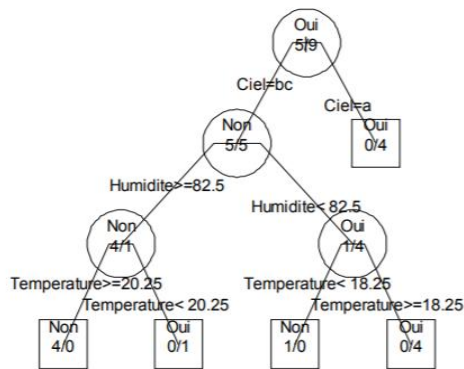 Oui
5/9
Ciel=bc
Ciel=a
Non
5/5
Oui
0/4
Humidite>=82.5
Humidite< 82.5
Non
4/1
Oui
1/4
Temperature>=20.25
Temperature< 20.25
Temperature< 18.25
Temperature>=18.25
Non
4/0
Oui
0/1
Non
1/0
Oui
0/4